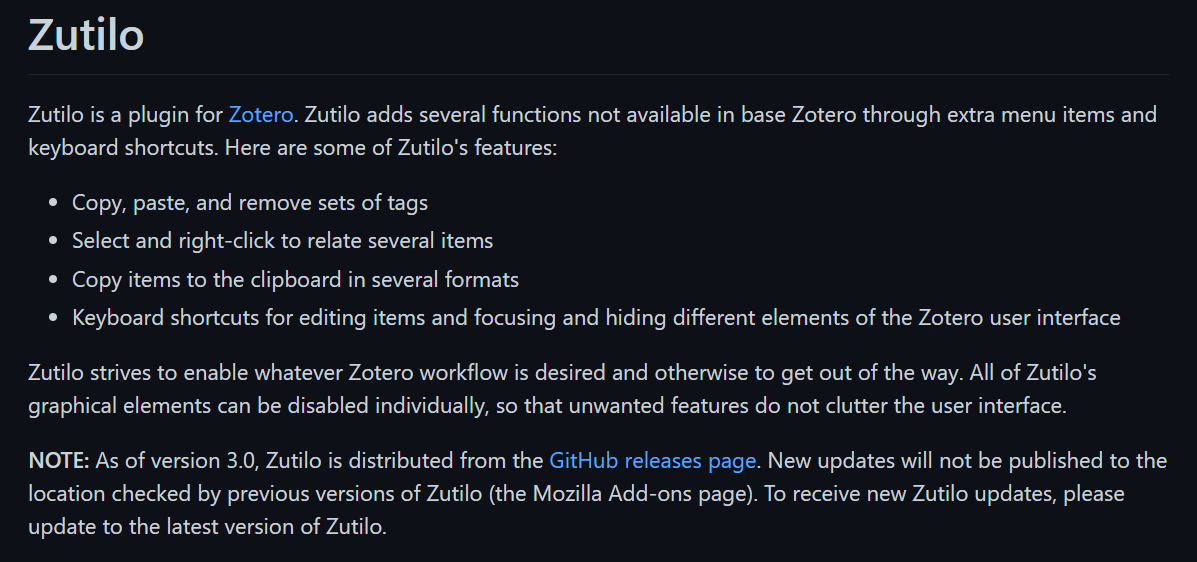 Zutilo
Zutilo is a plugin for Zotero. Zutilo adds several functions not available in base Zotero through extra menu items and
keyboard shortcuts. Here are some of Zutilo's features:
• Copy, paste, and remove sets of tags
• Select and right-click to relate several items
• Copy items to the clipboard in several formats
• Keyboard shortcuts for editing items and focusing and hiding different elements of the Zotero user interface
Zutilo strives to enable whatever Zotero workflow is desired and otherwise to get out of the way. All of Zutilo's
graphical elements can be disabled individually, so that unwanted features do not clutter the user interface.
NOTE: As of version 3.0, Zutilo is distributed from the GitHub releases page. New updates will not be published to the
location checked by previous versions of Zutilo (the Mozilla Add-ons page). To receive new Zutilo updates, please
update to the latest version of Zutilo.